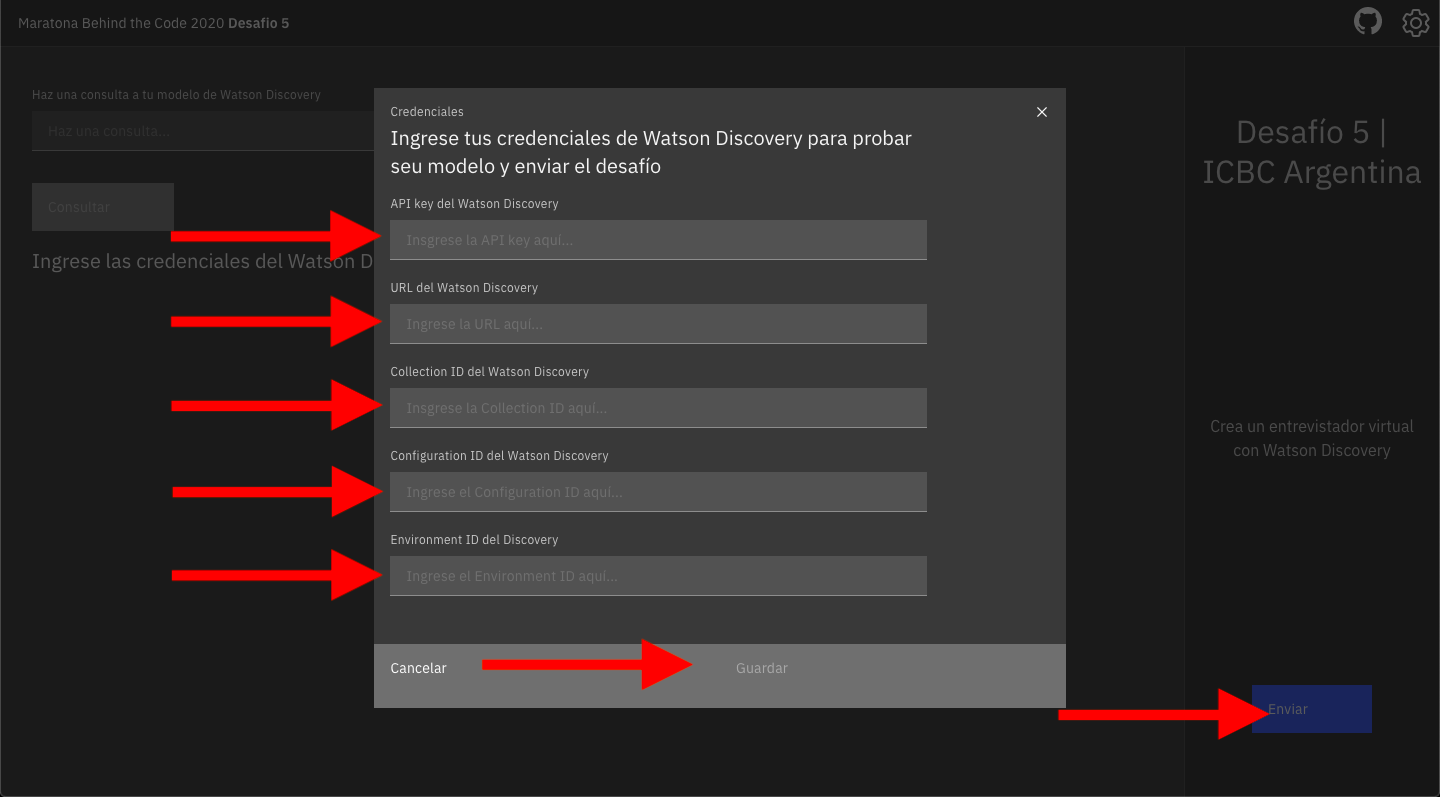 Maratona Behind the Code 2020 Desafio 5
Haz una consulta a tu modelo de Watson Discovery
Haz una consulta...
Consultar
Ingrese las credenciales del Watson D
Credenciales
Ingrese tus credenciales de Watson Discovery para probar
seu modelo y enviar el desafío
API key del Watson Discovery
Insgrese la API key aquí...
URL del Watson Discovery
Ingrese la URL aquí...
Collection ID del Watson Discovery
Insgrese la Collection ID aquí...
Configuration ID del Watson Discovery
Ingrese el Configuration ID aquí...
Environment ID del Discovery
Ingrese el Environment ID aquí...
Cancelar
Guardar
Desafío 5 |
ICBC Argentina
Crea un entrevistador virtual
con Watson Discovery
Enviar